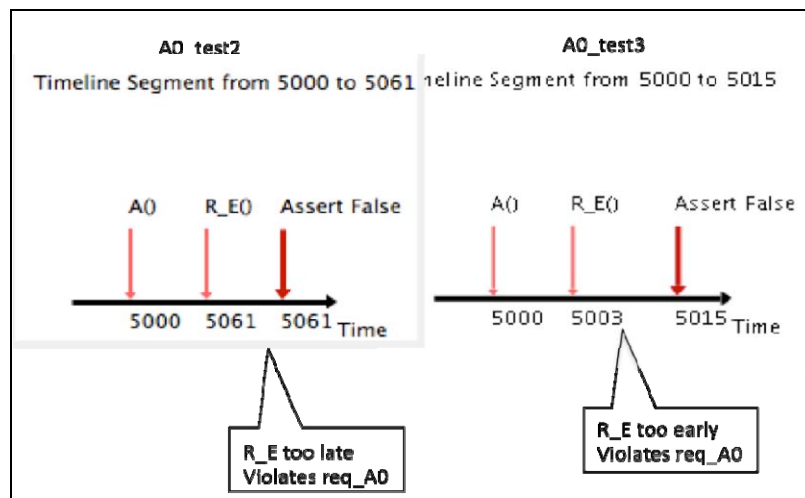 A0_test2
Timeline Segment from 5000 to 5061
A() R_E() Assert False
5000 5061 5061 Time
R_E too late
Violates req_A0
A0_test3
meline Segment from 5000 to 5015
A() R_E() Assert False
5000 5003 5015 Time
R_E too early
Violates req_A0